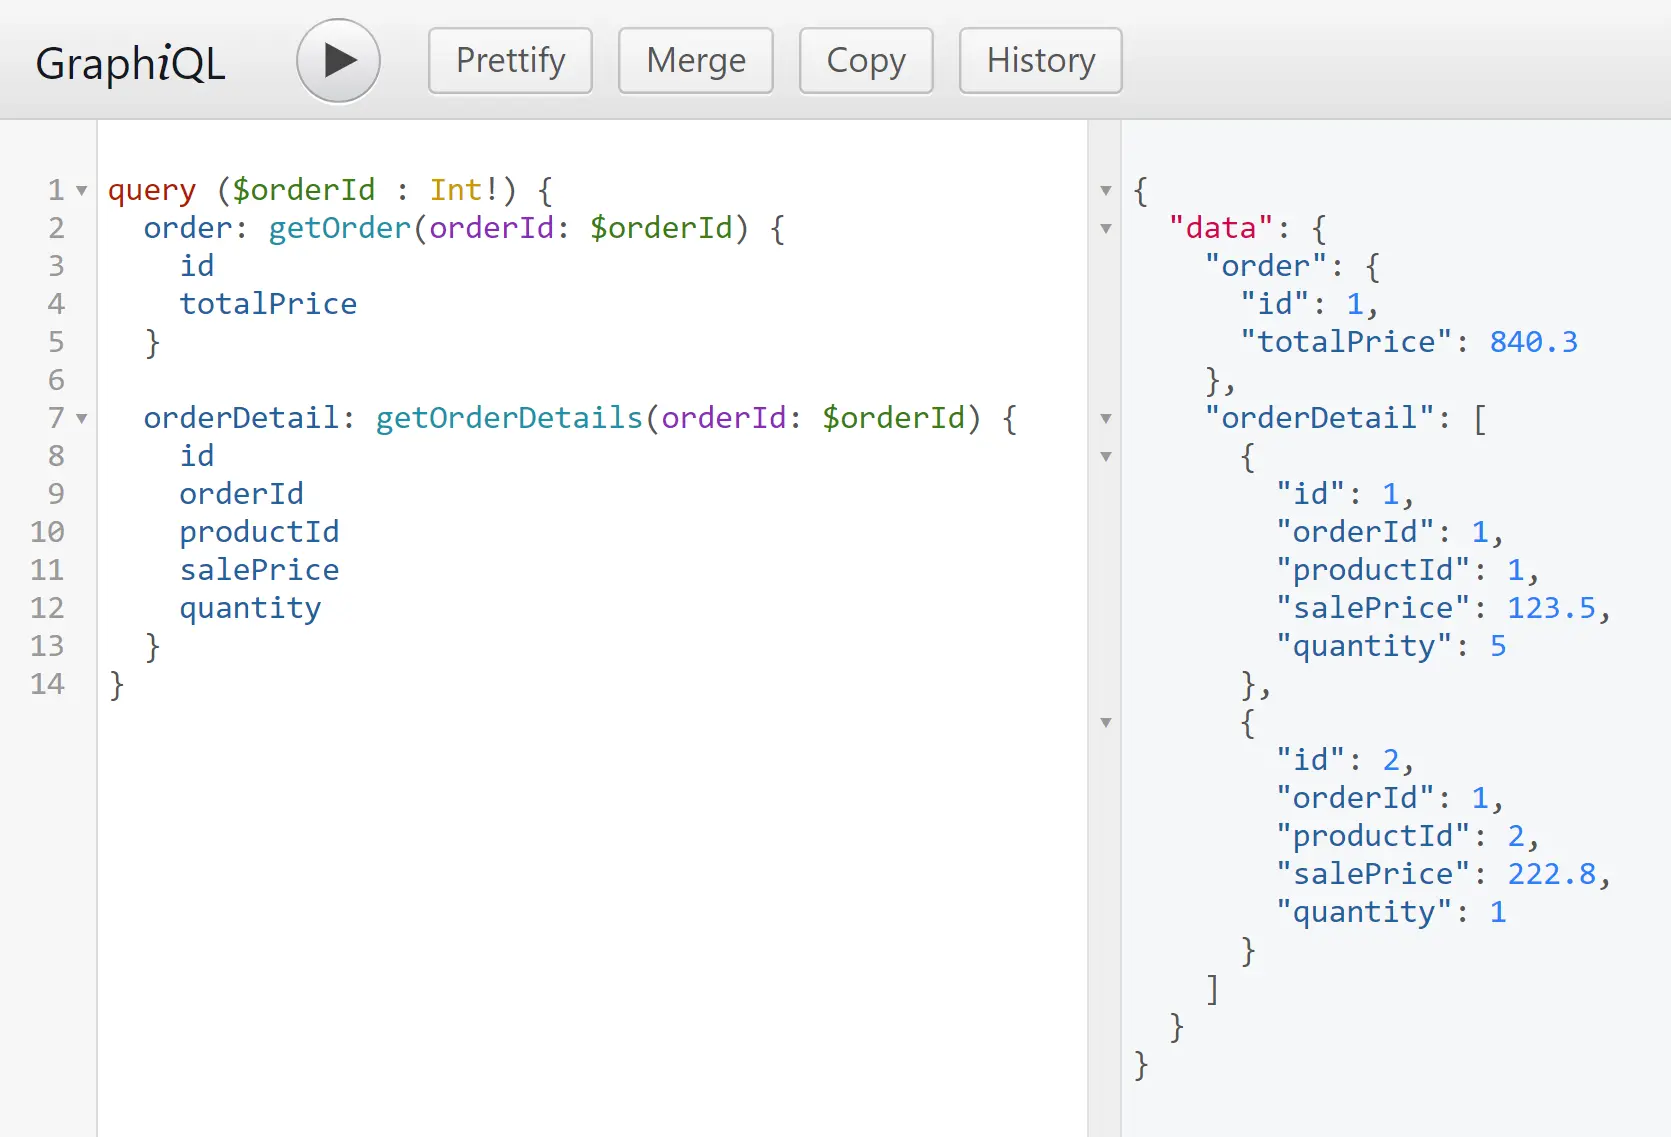 GraphiQL
Prettify
Merge
Copy
History
1 query ($orderId : Int!) {
2   order: getOrder(orderId: $orderId) {
3     id
4     totalPrice
5   }
6
7   orderDetail: getOrderDetails(orderId: $orderId) {
8     id
9     orderId
10     productId
11     salePrice
12     quantity
13   }
14 }
{
  "data": {
    "order": {
      "id": 1,
      "totalPrice": 840.3
    },
    "orderDetail": [
      {
        "id": 1,
        "orderId": 1,
        "productId": 1,
        "salePrice": 123.5,
        "quantity": 5
      },
      {
        "id": 2,
        "orderId": 1,
        "productId": 2,
        "salePrice": 222.8,
        "quantity": 1
      }
    ]
  }
}